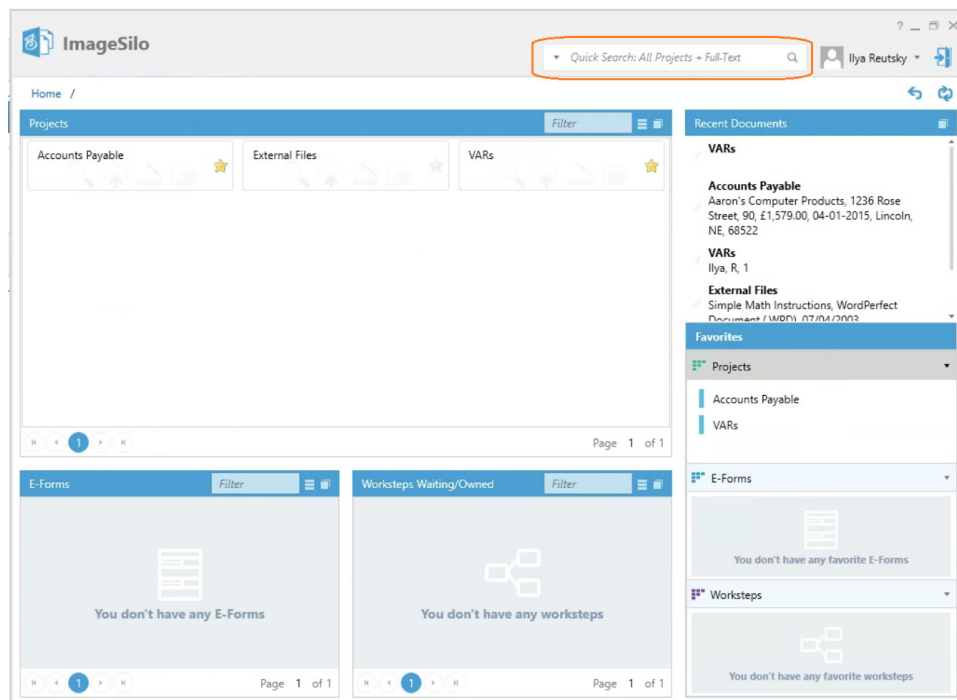 ?
ImageSilo
Quick Search: All Projects + Full-Text
Ilya Reutsky
Home /
Projects
Filter
Accounts Payable
External Files
VARs
Page 1 of 1
1
E-Forms
Filter
You don't have any E-Forms
1
Page 1 of 1
Worksteps Waiting/Owned
Filter
You don't have any worksteps
1
Page 1 of 1
Recent Documents
VARs
Accounts Payable
Aaron's Computer Products, 1236 Rose
Street, 90, £1,579.00, 04-01-2015, Lincoln,
NE, 68522
VARs
Ilya, R, 1
External Files
Simple Math Instructions, WordPerfect
Document (.WPD), 07/04/2003
Favorites
Projects
Accounts Payable
VARs
E-Forms
You don't have any favorite E-Forms
Worksteps
You don't have any favorite worksteps